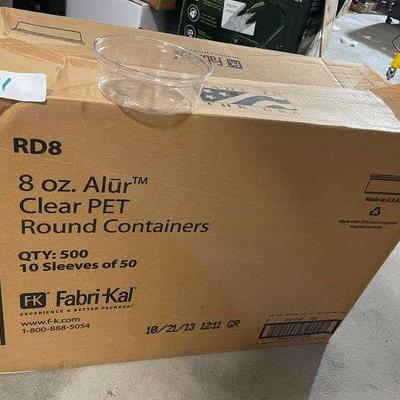 RD8
8 oz. Alūr™
Clear PET
Round Containers
QTY: 500
10 Sleeves of 50
FK Fabri-Kal®
EXPERIENCE A BETTER PACKAGE.®
www.f-k.com
1-800-888-5054
10/21/13 1211 GR
Made in U.S.A.